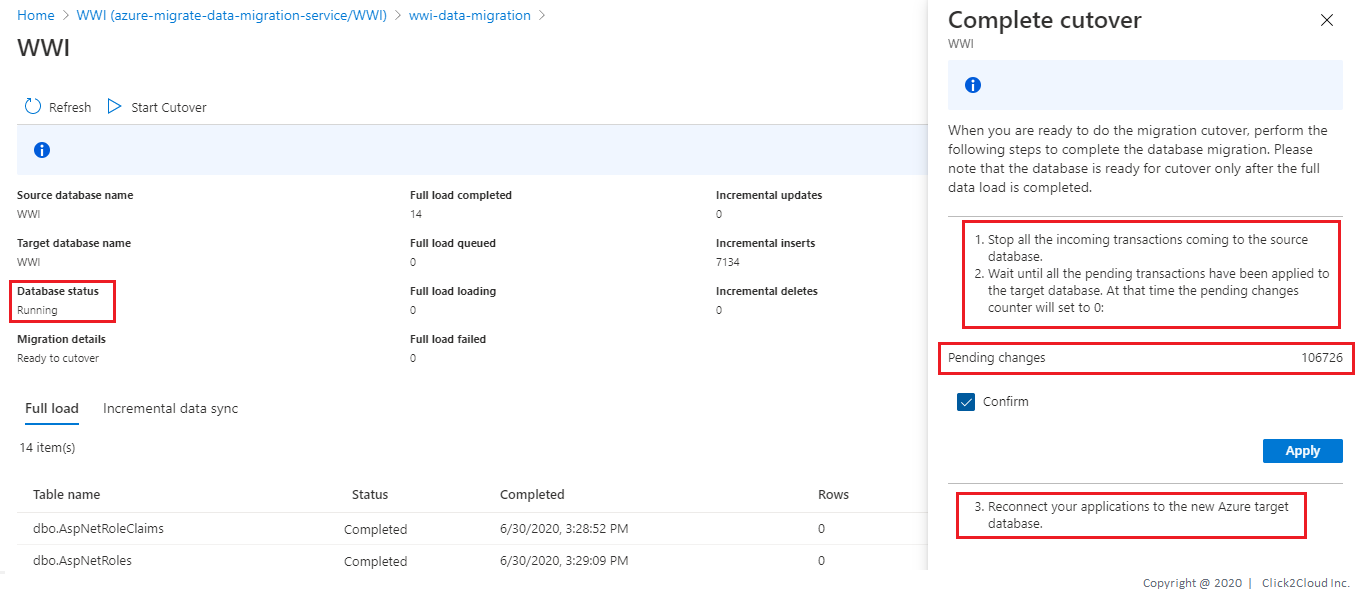 Home > WWI (azure-migrate-data-migration-service/WWI) > wwi-data-migration >
WWI
Refresh Start Cutover
Source database name Full load completed Incremental updates
WWI 14 0
Target database name Full load queued Incremental inserts
WWI 0 7134
Database status Full load loading Incremental deletes
Running 0 0
Migration details Full load failed
Ready to cutover 0
Full load Incremental data sync
14 item(s)
Table name Status Completed Rows
dbo.AspNetRoleClaims Completed 6/30/2020, 3:28:52 PM 0
dbo.AspNetRoles Completed 6/30/2020, 3:29:09 PM 0
Complete cutover
WWI
When you are ready to do the migration cutover, perform the
following steps to complete the database migration. Please
note that the database is ready for cutover only after the full
data load is completed.
1. Stop all the incoming transactions coming to the source
database.
2. Wait until all the pending transactions have been applied to
the target database. At that time the pending changes
counter will set to 0:
Pending changes 106726
Confirm
Apply
3. Reconnect your applications to the new Azure target
database.
Copyright @ 2020 | Click2Cloud Inc.